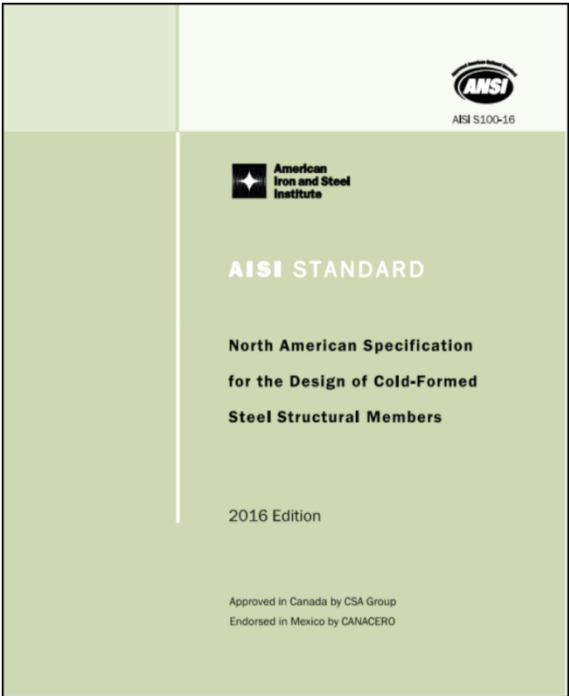 ANSI
AISI S100-16
American
Iron and Steel
Institute
AISI STANDARD
North American Specification
for the Design of Cold-Formed
Steel Structural Members
2016 Edition
Approved in Canada by CSA Group
Endorsed in Mexico by CANACERO